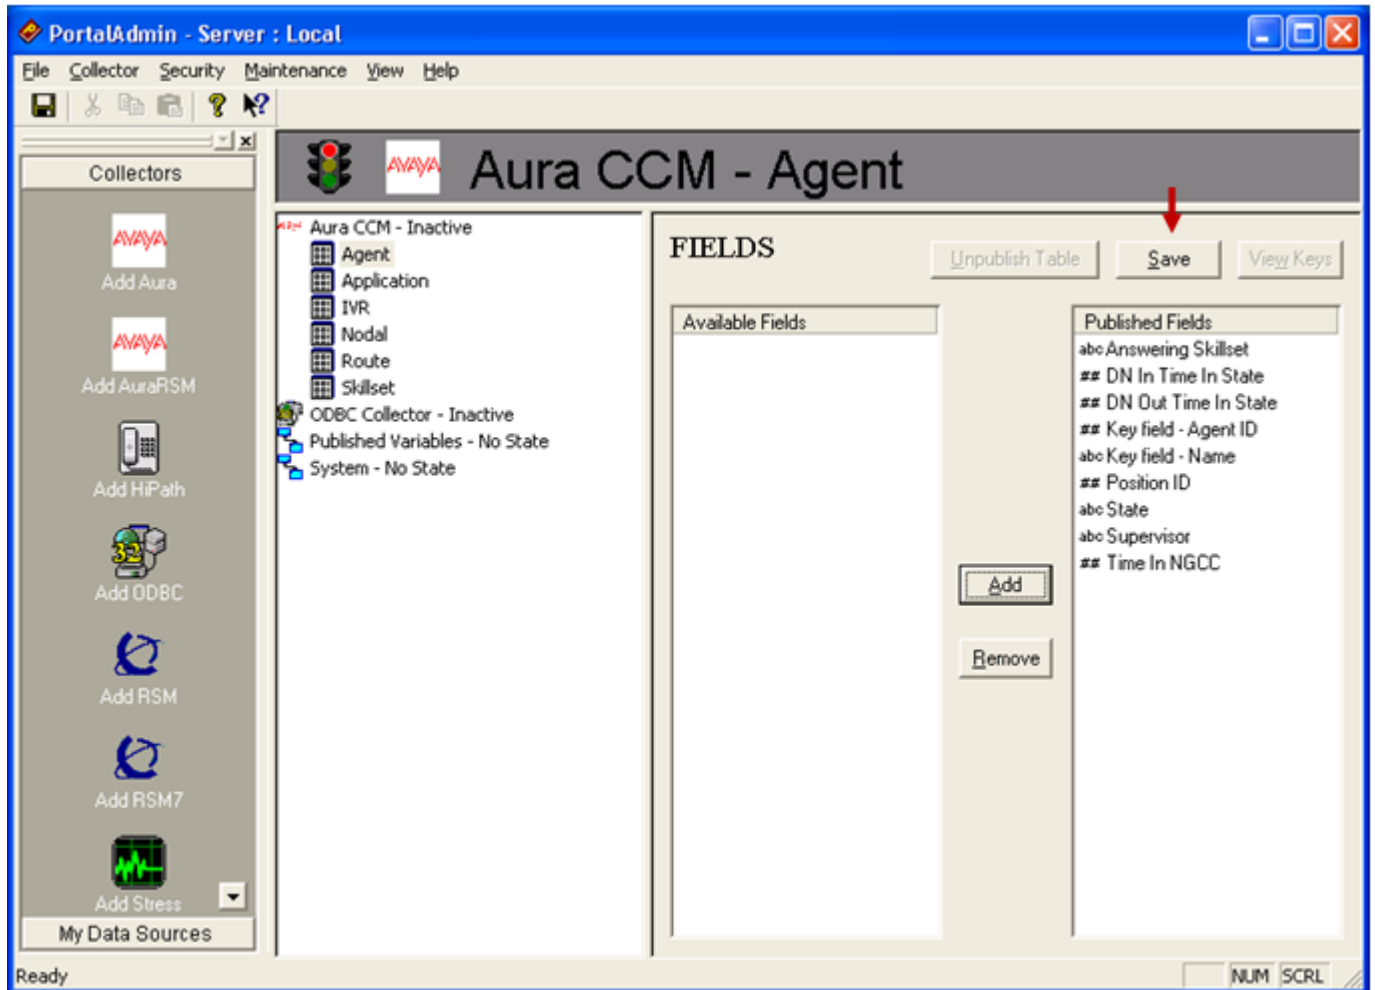 PortalAdmin - Server : Local
File Collector Security Maintenance View Help
Collectors
AVAYA
Add Aura
AVAYA
Add AuraRSM
Add HiPath
32
Add ODBC
Add RSM
Add RSM7
Add Stress
My Data Sources
AVAYA Aura CCM - Agent
Aura CCM - Inactive
Agent
Application
IVR
Nodal
Route
Skillset
ODBC Collector - Inactive
Published Variables - No State
System - No State
FIELDS
Unpublish Table Save View Keys
Available Fields
Add
Remove
Published Fields
abc Answering Skillset
## DN In Time In State
## DN Out Time In State
## Key field - Agent ID
abc Key field - Name
## Position ID
abc State
abc Supervisor
## Time In NGCC
Ready NUM SCRL